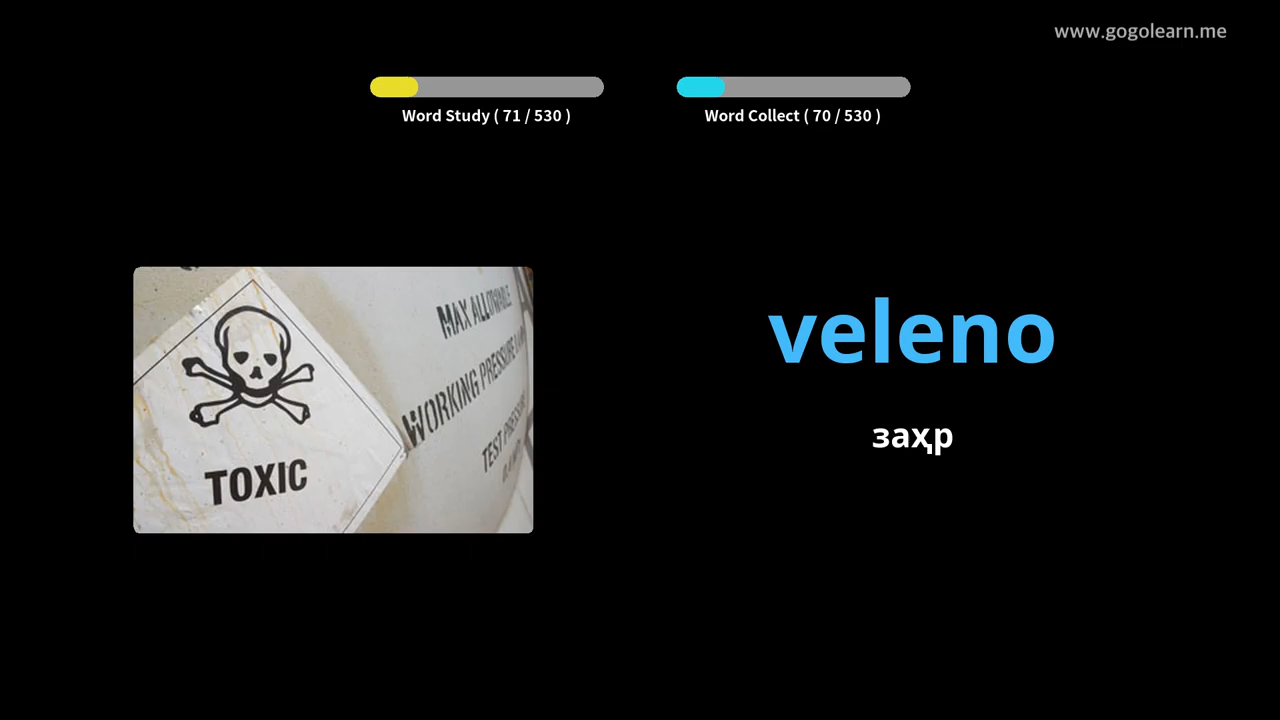 www.gogolearn.me
Word Study ( 71 / 530 )
Word Collect ( 70 / 530 )
MAX ALLOWABLE
WORKING PRESSURE
TEST
TOXIC
veleno
заҳр